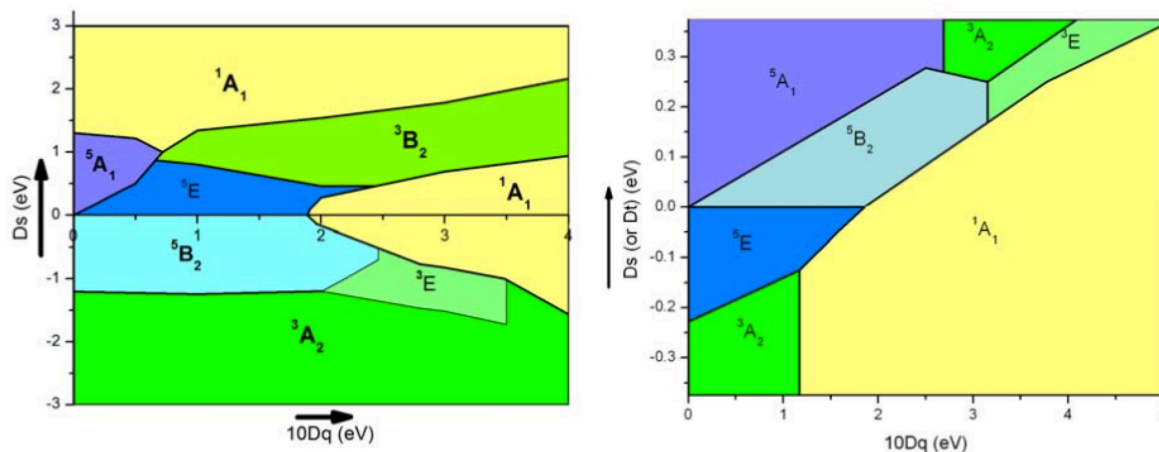 3
2
1
0
-1
-2
-3
Ds (eV)
¹A₁
³B₂
⁵A₁
⁵E
¹A₁
⁵B₂
³E
³A₂
0
1
2
3
4
10Dq (eV)
0.3
0.2
0.1
0.0
-0.1
-0.2
-0.3
Ds (or Dt) (eV)
³A₂
³E
⁵A₁
⁵B₂
⁵E
¹A₁
³A₂
0
1
2
3
4
10Dq (eV)